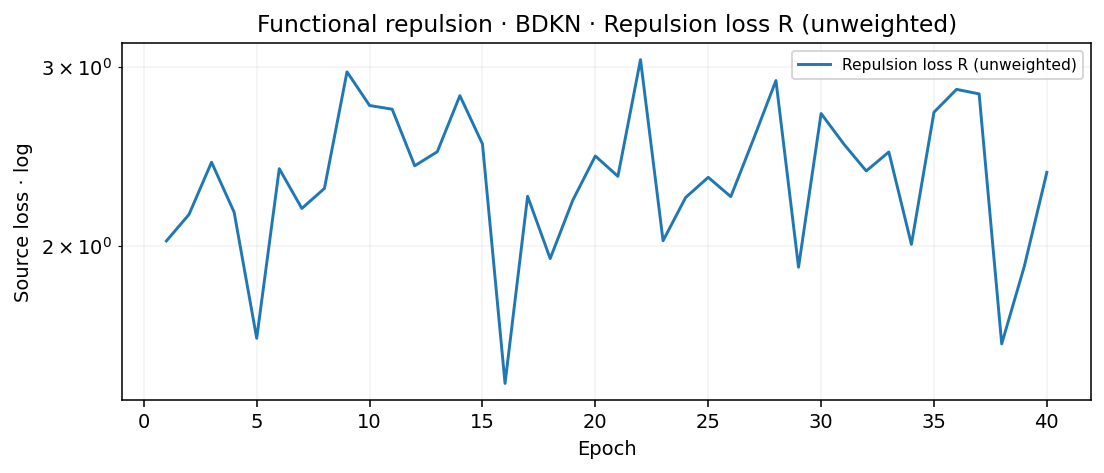 Functional repulsion · BDKN · Repulsion loss R (unweighted)
Repulsion loss R (unweighted)
Source loss · log
3 × 10⁰
2 × 10⁰
0 5 10 15 20 25 30 35 40
Epoch